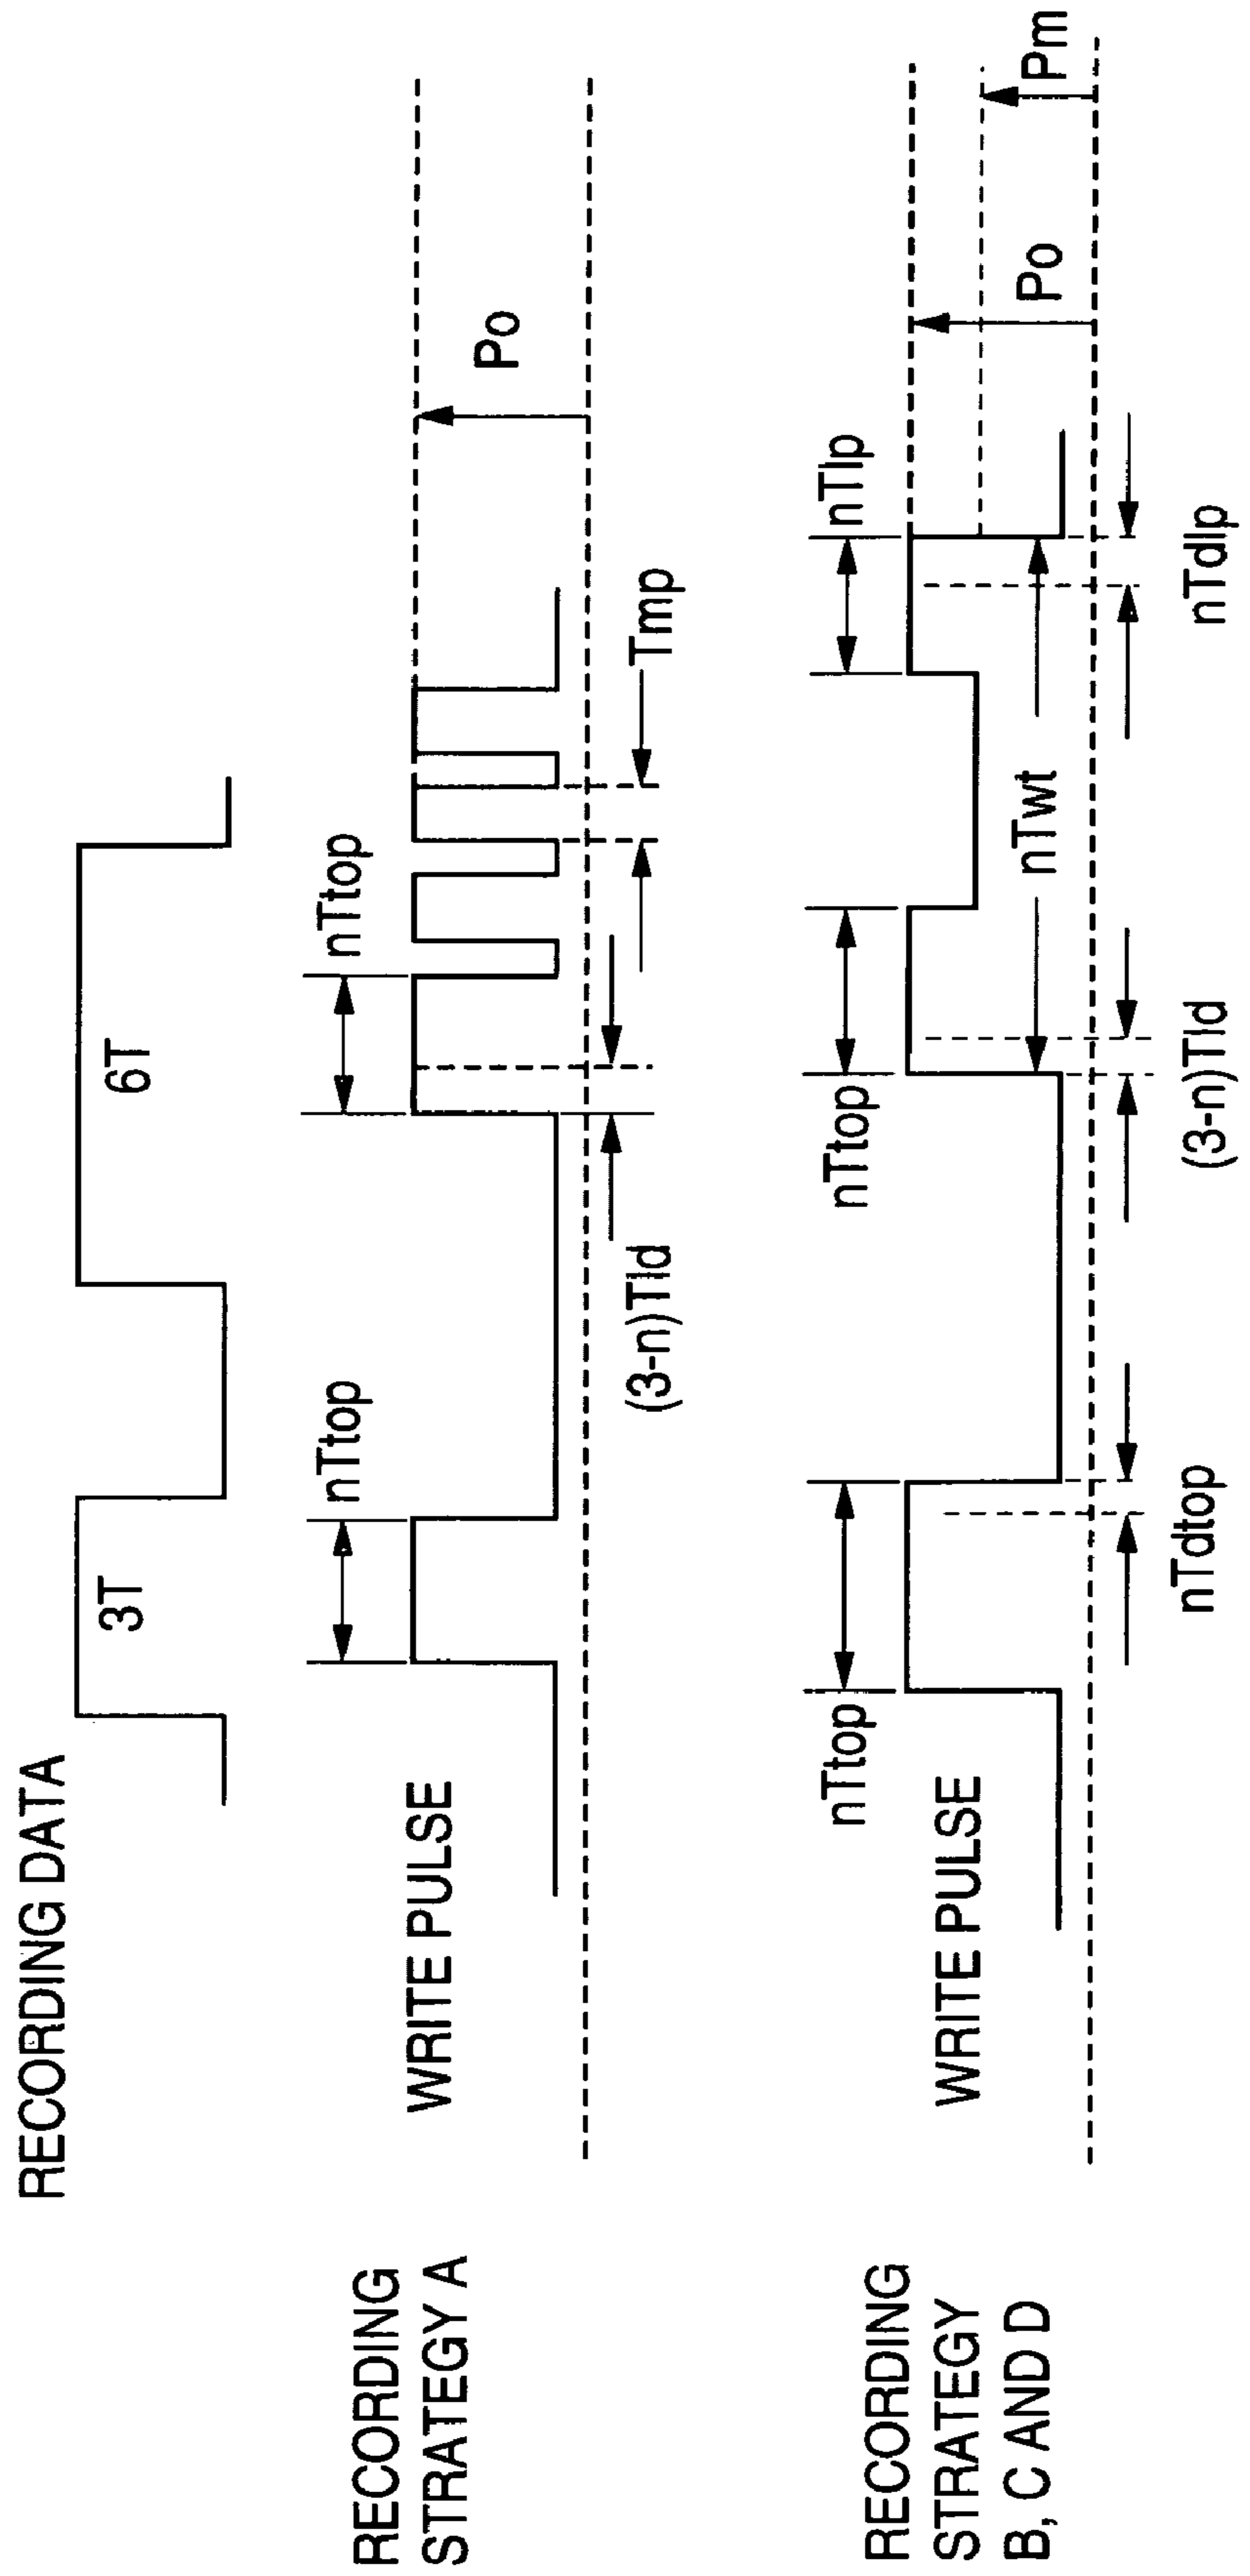 RECORDING DATA
3T
6T
RECORDING
STRATEGY A
WRITE PULSE
nTtop
nTtop
(3-n)Tld
Tmp
Po
RECORDING
STRATEGY
B, C AND D
WRITE PULSE
nTtop
nTtop
nTlp
nTwt
nTdtop
(3-n)Tld
nTdlp
Po
Pm